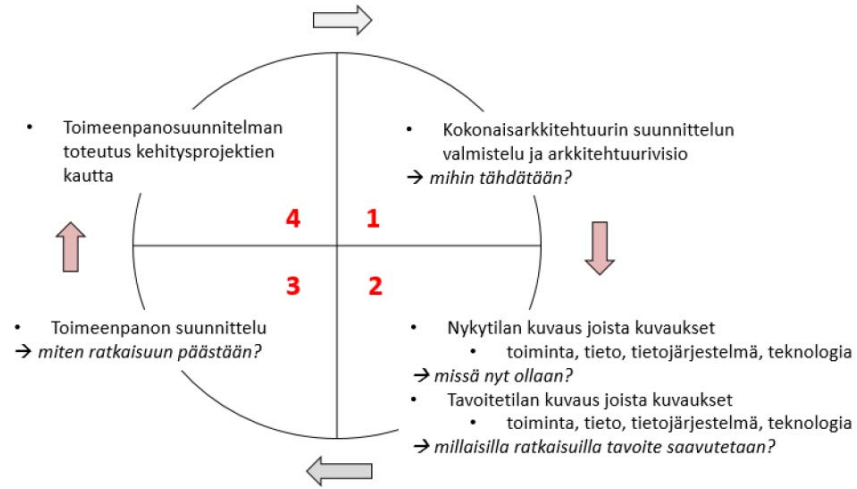 • Toimeenpanosuunnitelman
toteutus kehitysprojektien
kautta
• Kokonaisarkkitehtuurin suunnittelun
valmistelu ja arkkitehtuurivisio
→ mihin tähdätään?
4
1
3
2
• Toimeenpanon suunnittelu
→ miten ratkaisuun päästään?
• Nykytilan kuvaus joista kuvaukset
• toiminta, tieto, tietojärjestelmä, teknologia
→ missä nyt ollaan?
• Tavoitetilan kuvaus joista kuvaukset
• toiminta, tieto, tietojärjestelmä, teknologia
→ millaisilla ratkaisuilla tavoite saavutetaan?